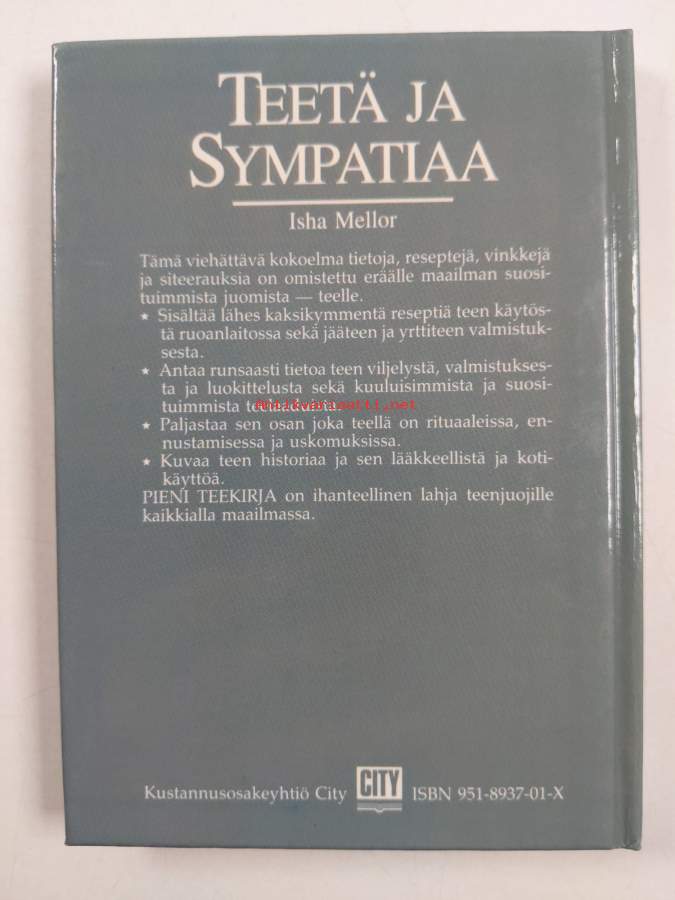 TEETÄ JA
SYMPATIAA
Isha Mellor
Tämä viehättävä kokoelma tietoja, reseptejä, vinkkejä
ja siteerauksia on omistettu eräälle maailman suosi-
tuimmista juomista — teelle.
★ Sisältää lähes kaksikymmentä reseptiä teen käytös-
tä ruoanlaitossa sekä jääteen ja yrttiteen valmistuk-
sesta.
★ Antaa runsaasti tietoa teen viljelystä, valmistukses-
ta ja luokittelusta sekä kuuluisimmista ja suosi-
tuimmista
Antikvariaatti.net
★ Paljastaa sen osan joka teellä on rituaaleissa, en-
nustamisessa ja uskomuksissa.
★ Kuvaa teen historiaa ja sen lääkkeellistä ja koti-
käyttöä.
PIENI TEEKIRJA on ihanteellinen lahja teenjuojille
kaikkialla maailmassa.
Kustannusosakeyhtiö City CITY ISBN 951-8937-01-X